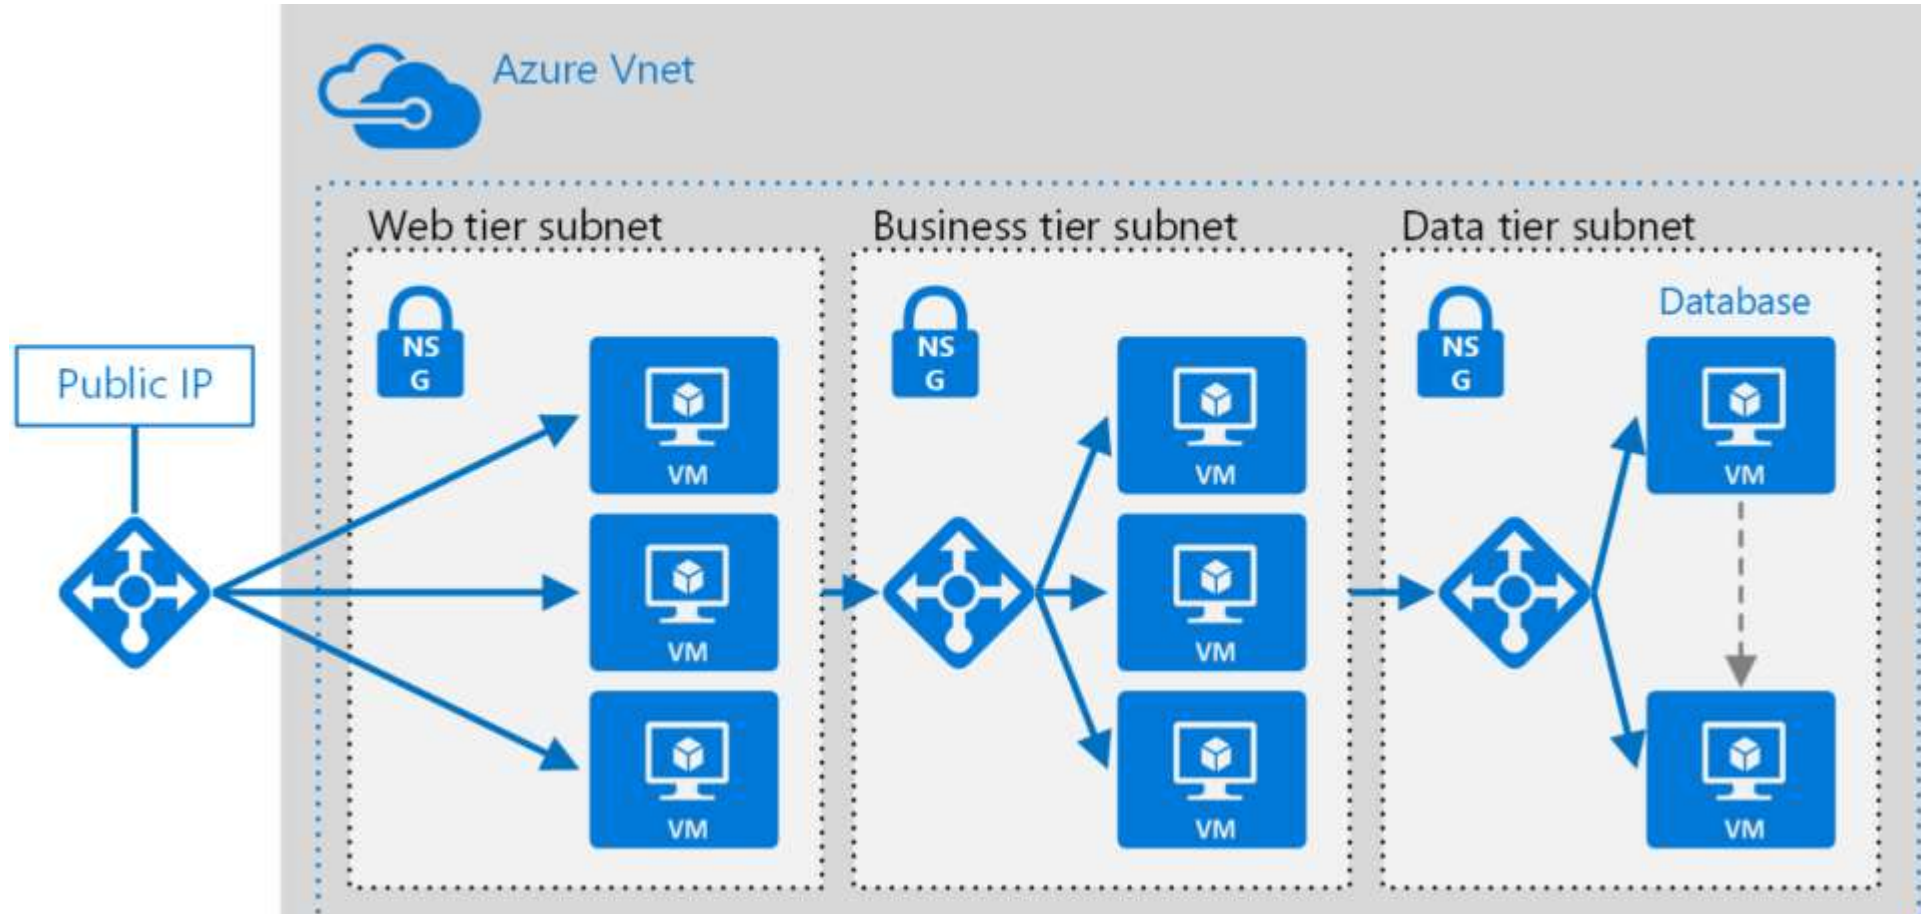 Azure Vnet
Web tier subnet
Business tier subnet
Data tier subnet
Public IP
NS
G
VM
VM
VM
NS
G
VM
VM
VM
NS
G
Database
VM
VM